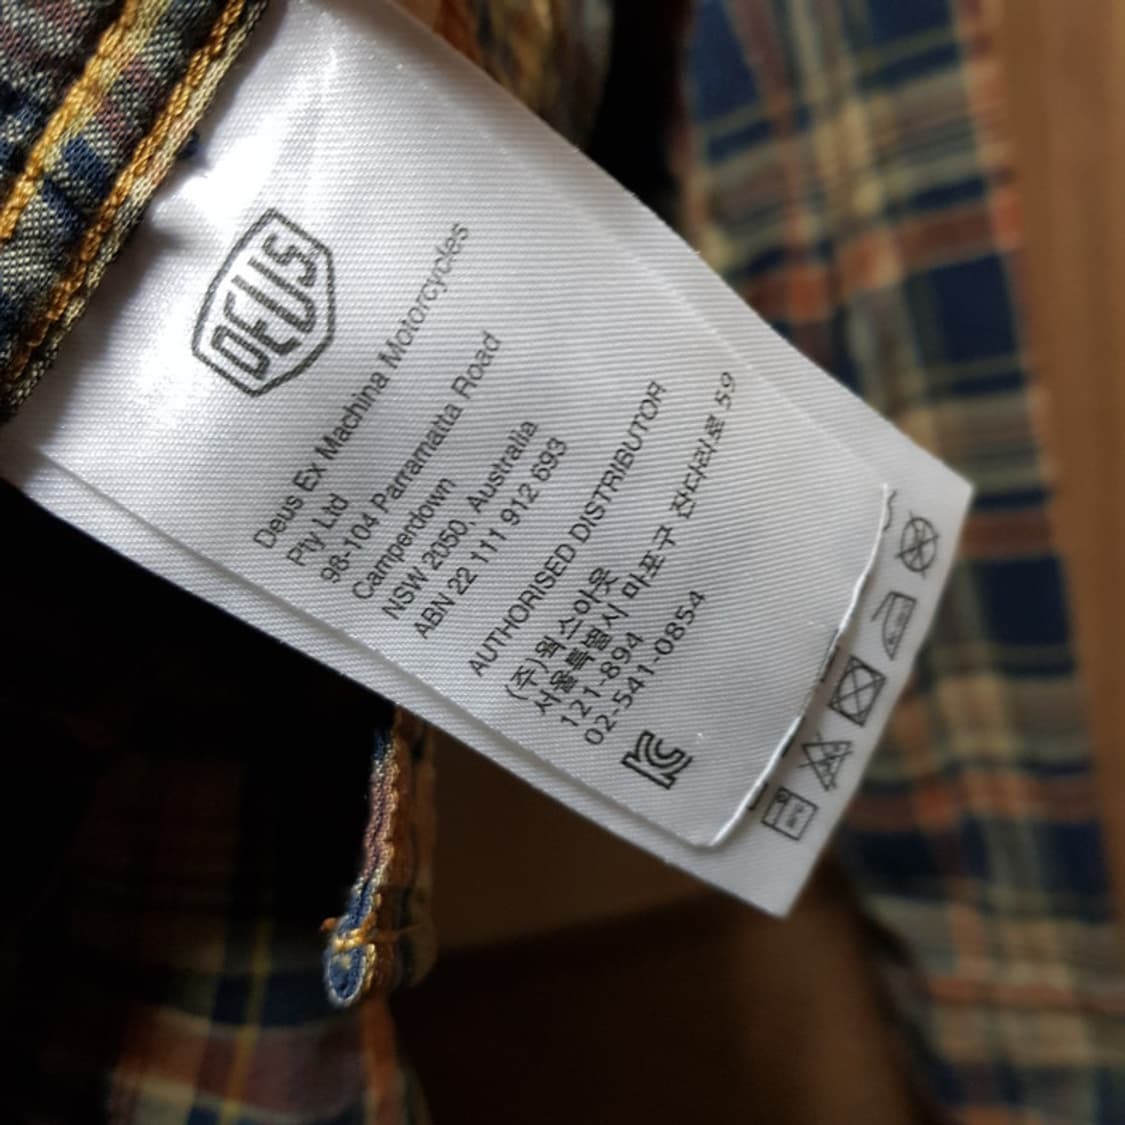 DEUS
Deus Ex Machina Motorcycles
Pty Ltd
98-104 Parramatta Road
Camperdown
NSW 2050, Australia
ABN 22 111 912 693
AUTHORISED DISTRIBUTOR
(주)웍스아웃
서울특별시 마포구 잔다리로 59
121-894
02-541-0854